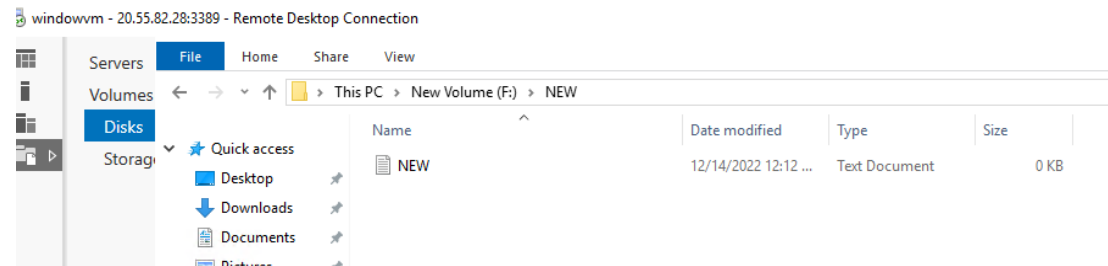 windowvm - 20.55.82.28:3389 - Remote Desktop Connection
Servers
Volumes
Disks
File Home Share View
This PC > New Volume (F:) > NEW
Quick access
Desktop
Downloads
Documents
Name Date modified Type Size
NEW 12/14/2022 12:12 ... Text Document 0 KB